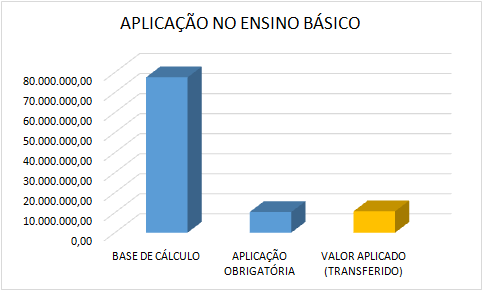 APLICAÇÃO NO ENSINO BÁSICO
80.000.000,00
70.000.000,00
60.000.000,00
50.000.000,00
40.000.000,00
30.000.000,00
20.000.000,00
10.000.000,00
0,00
BASE DE CÁLCULO
APLICAÇÃO
OBRIGATÓRIA
VALOR APLICADO
(TRANSFERIDO)